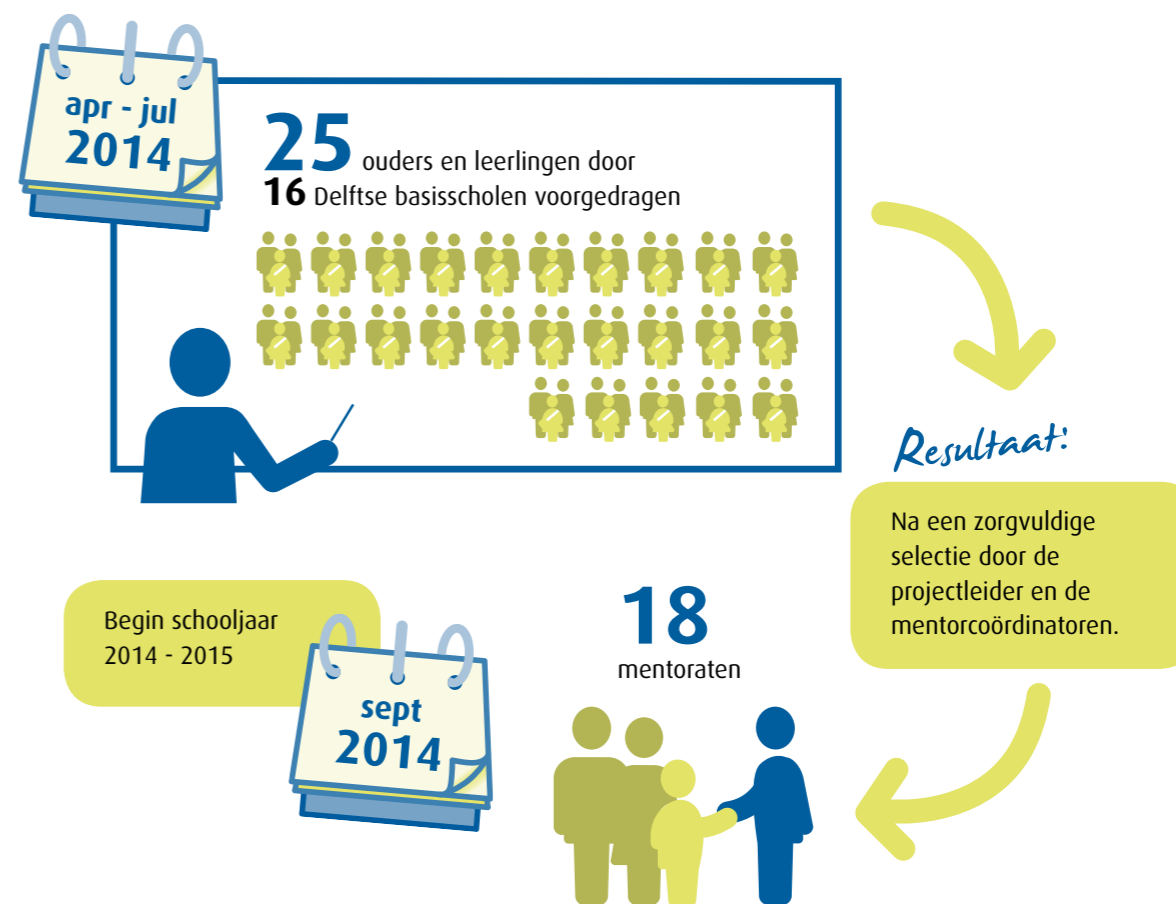 apr - jul
2014
25 ouders en leerlingen door
16 Delftse basisscholen voorgedragen
Resultaat:
Na een zorgvuldige
selectie door de
projectleider en de
mentorcoördinatoren.
Begin schooljaar
2014 - 2015
sept
2014
18
mentoraten